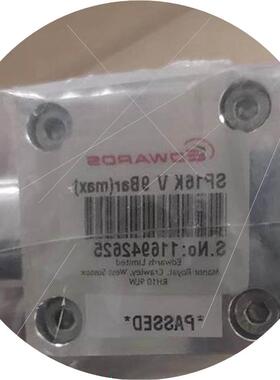 EDWARDS
SP16K V 9Bar(max)
S.No:116942625
Edwards Limited
Manor Royal, Crawley, West Sussex
RH10 9LW
*PASSED*